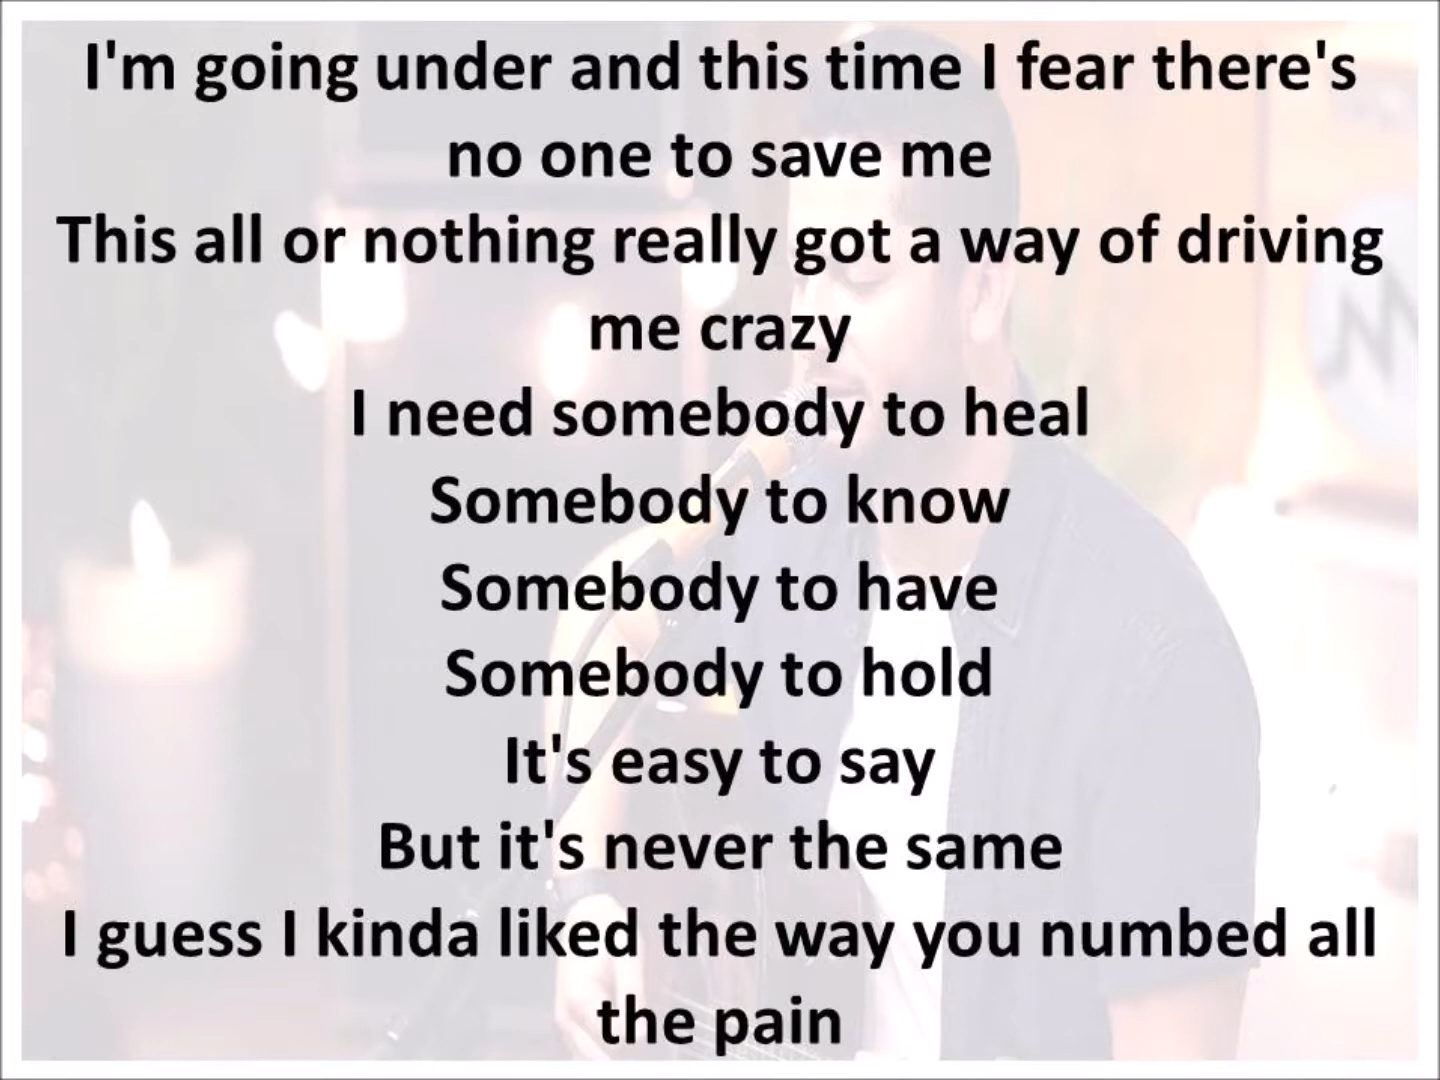 I'm going under and this time I fear there's
no one to save me
This all or nothing really got a way of driving
me crazy
I need somebody to heal
Somebody to know
Somebody to have
Somebody to hold
It's easy to say
But it's never the same
I guess I kinda liked the way you numbed all
the pain